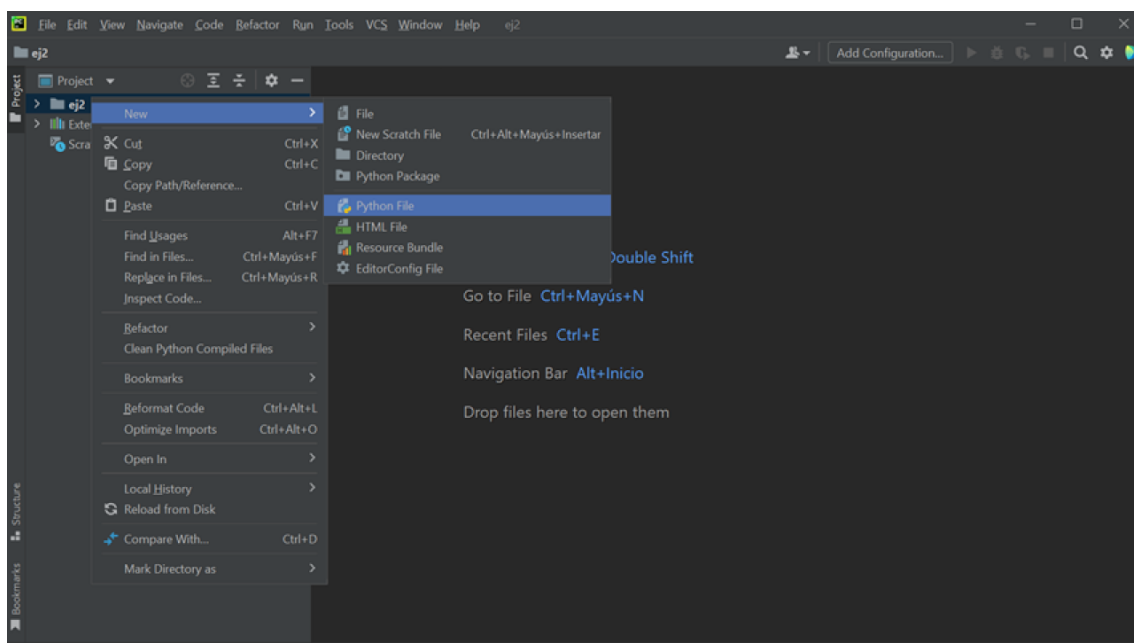 File Edit View Navigate Code Refactor Run Tools VCS Window Help ej2
ej2 Add Configuration...
Project
Project
ej2
Exte
Scra
New
Cut Ctrl+X
Copy Ctrl+C
Copy Path/Reference...
Paste Ctrl+V
Find Usages Alt+F7
Find in Files... Ctrl+Mayús+F
Replace in Files... Ctrl+Mayús+R
Inspect Code...
Refactor
Clean Python Compiled Files
Bookmarks
Reformat Code Ctrl+Alt+L
Optimize Imports Ctrl+Alt+O
Open In
Local History
Reload from Disk
Compare With... Ctrl+D
Mark Directory as
File
New Scratch File Ctrl+Alt+Mayús+Insertar
Directory
Python Package
Python File
HTML File
Resource Bundle
EditorConfig File
Double Shift
Go to File Ctrl+Mayús+N
Recent Files Ctrl+E
Navigation Bar Alt+Inicio
Drop files here to open them
Structure
Bookmarks